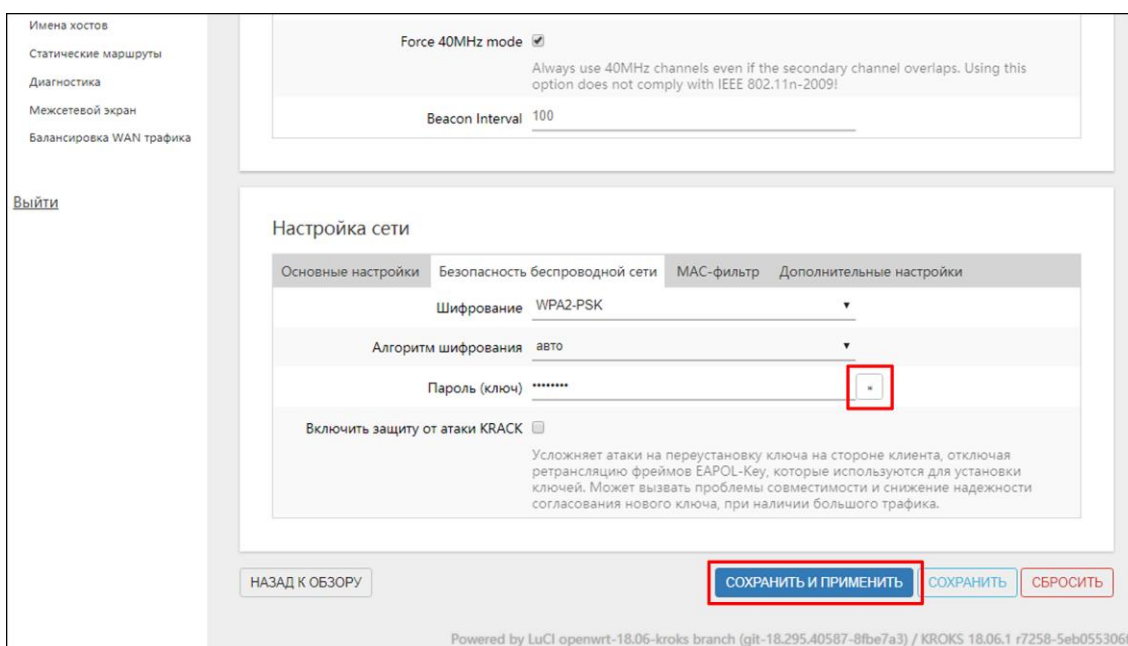 Имена хостов
Статические маршруты
Диагностика
Межсетевой экран
Балансировка WAN трафика
Выйти
Force 40MHz mode
Always use 40MHz channels even if the secondary channel overlaps. Using this
option does not comply with IEEE 802.11n-2009!
Beacon Interval 100
Настройка сети
Основные настройки Безопасность беспроводной сети MAC-фильтр Дополнительные настройки
Шифрование WPA2-PSK
Алгоритм шифрования авто
Пароль (ключ) ••••••••
*
Включить защиту от атаки KRACK
Усложняет атаки на переустановку ключа на стороне клиента, отключая
ретрансляцию фреймов EAPOL-Key, которые используются для установки
ключей. Может вызвать проблемы совместимости и снижение надежности
согласования нового ключа, при наличии большого трафика.
НАЗАД К ОБЗОРУ СОХРАНИТЬ И ПРИМЕНИТЬ СОХРАНИТЬ СБРОСИТЬ
Powered by LuCI openwrt-18.06-kroks branch (git-18.295.40587-8fbe7a3) / KROKS 18.06.1 r7258-5eb055306f